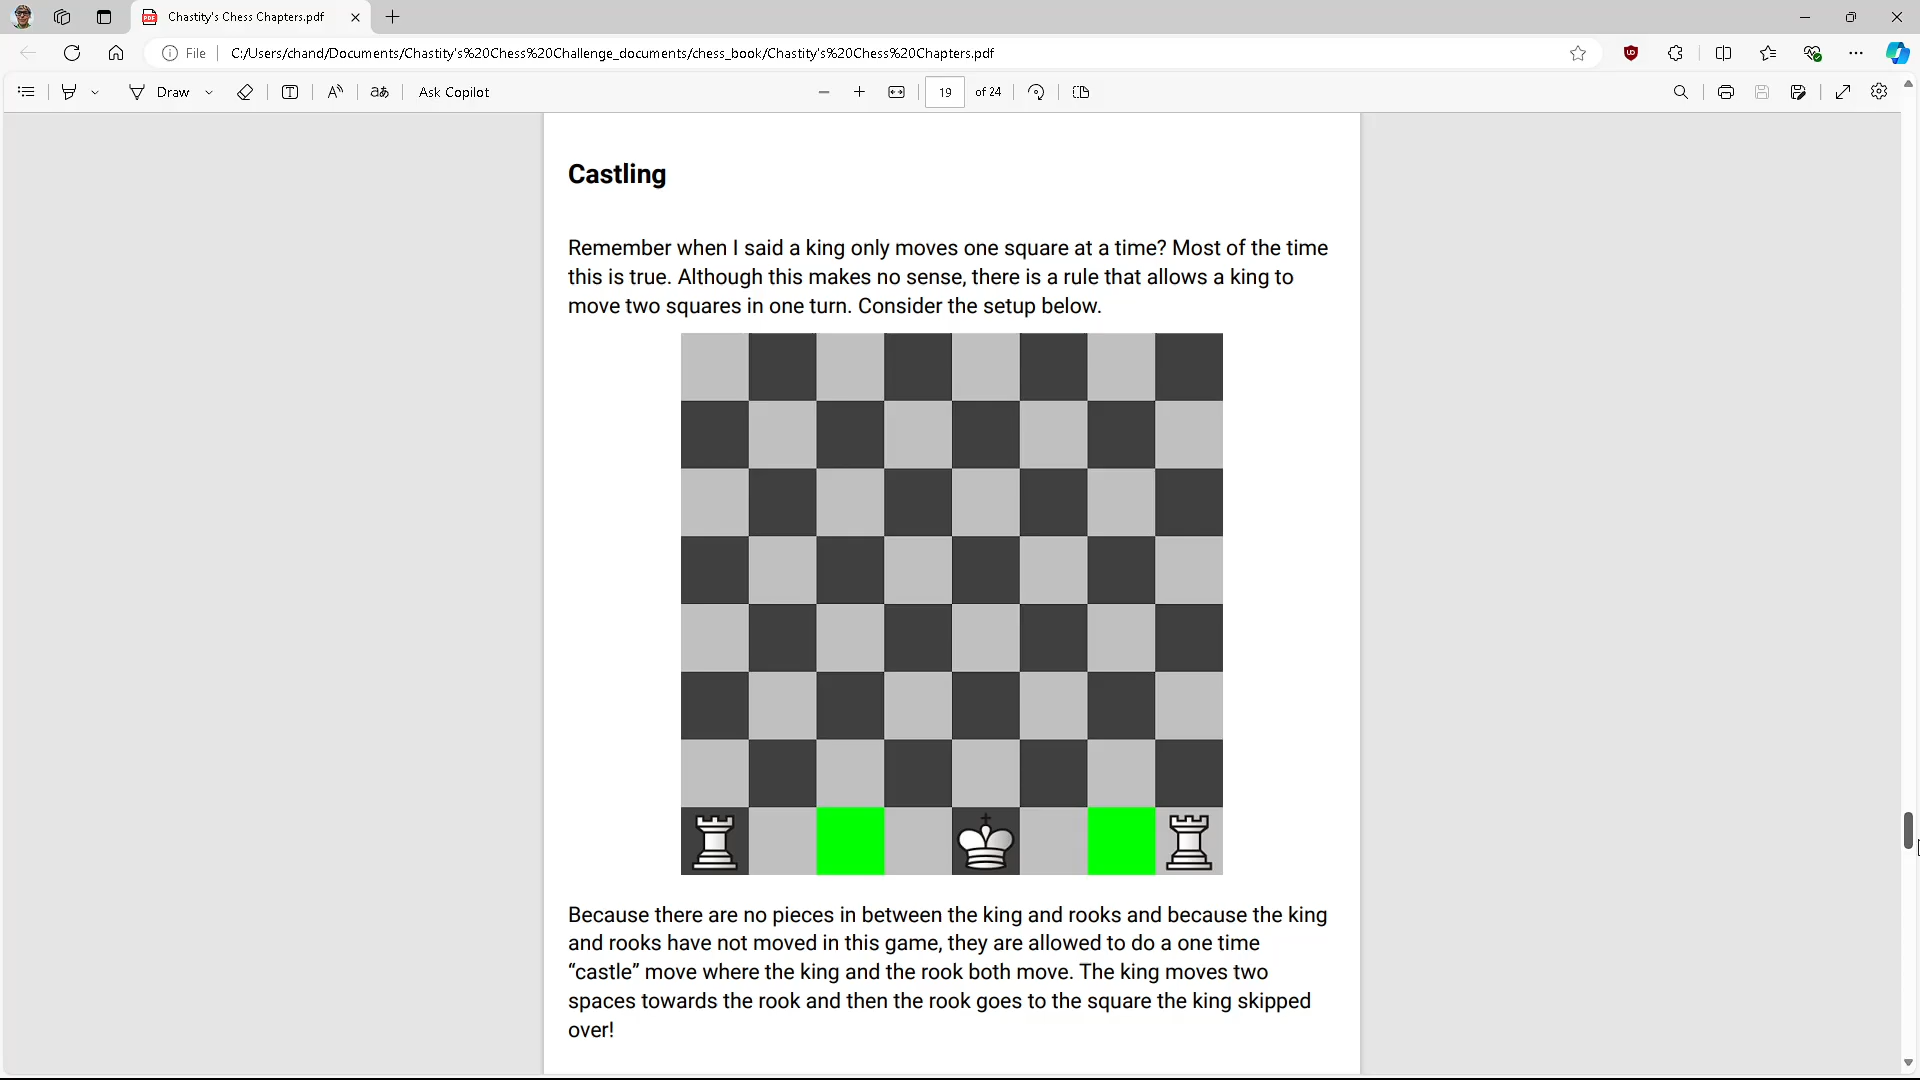 Chastity's Chess Chapters.pdf
File
C:/Users/chand/Documents/Chastity's%20Chess%20Challenge_documents/chess_book/Chastity's%20Chess%20Chapters.pdf
Draw
Ask Copilot
19 of 24
Castling
Remember when I said a king only moves one square at a time? Most of the time
this is true. Although this makes no sense, there is a rule that allows a king to
move two squares in one turn. Consider the setup below.
Because there are no pieces in between the king and rooks and because the king
and rooks have not moved in this game, they are allowed to do a one time
“castle” move where the king and the rook both move. The king moves two
spaces towards the rook and then the rook goes to the square the king skipped
over!